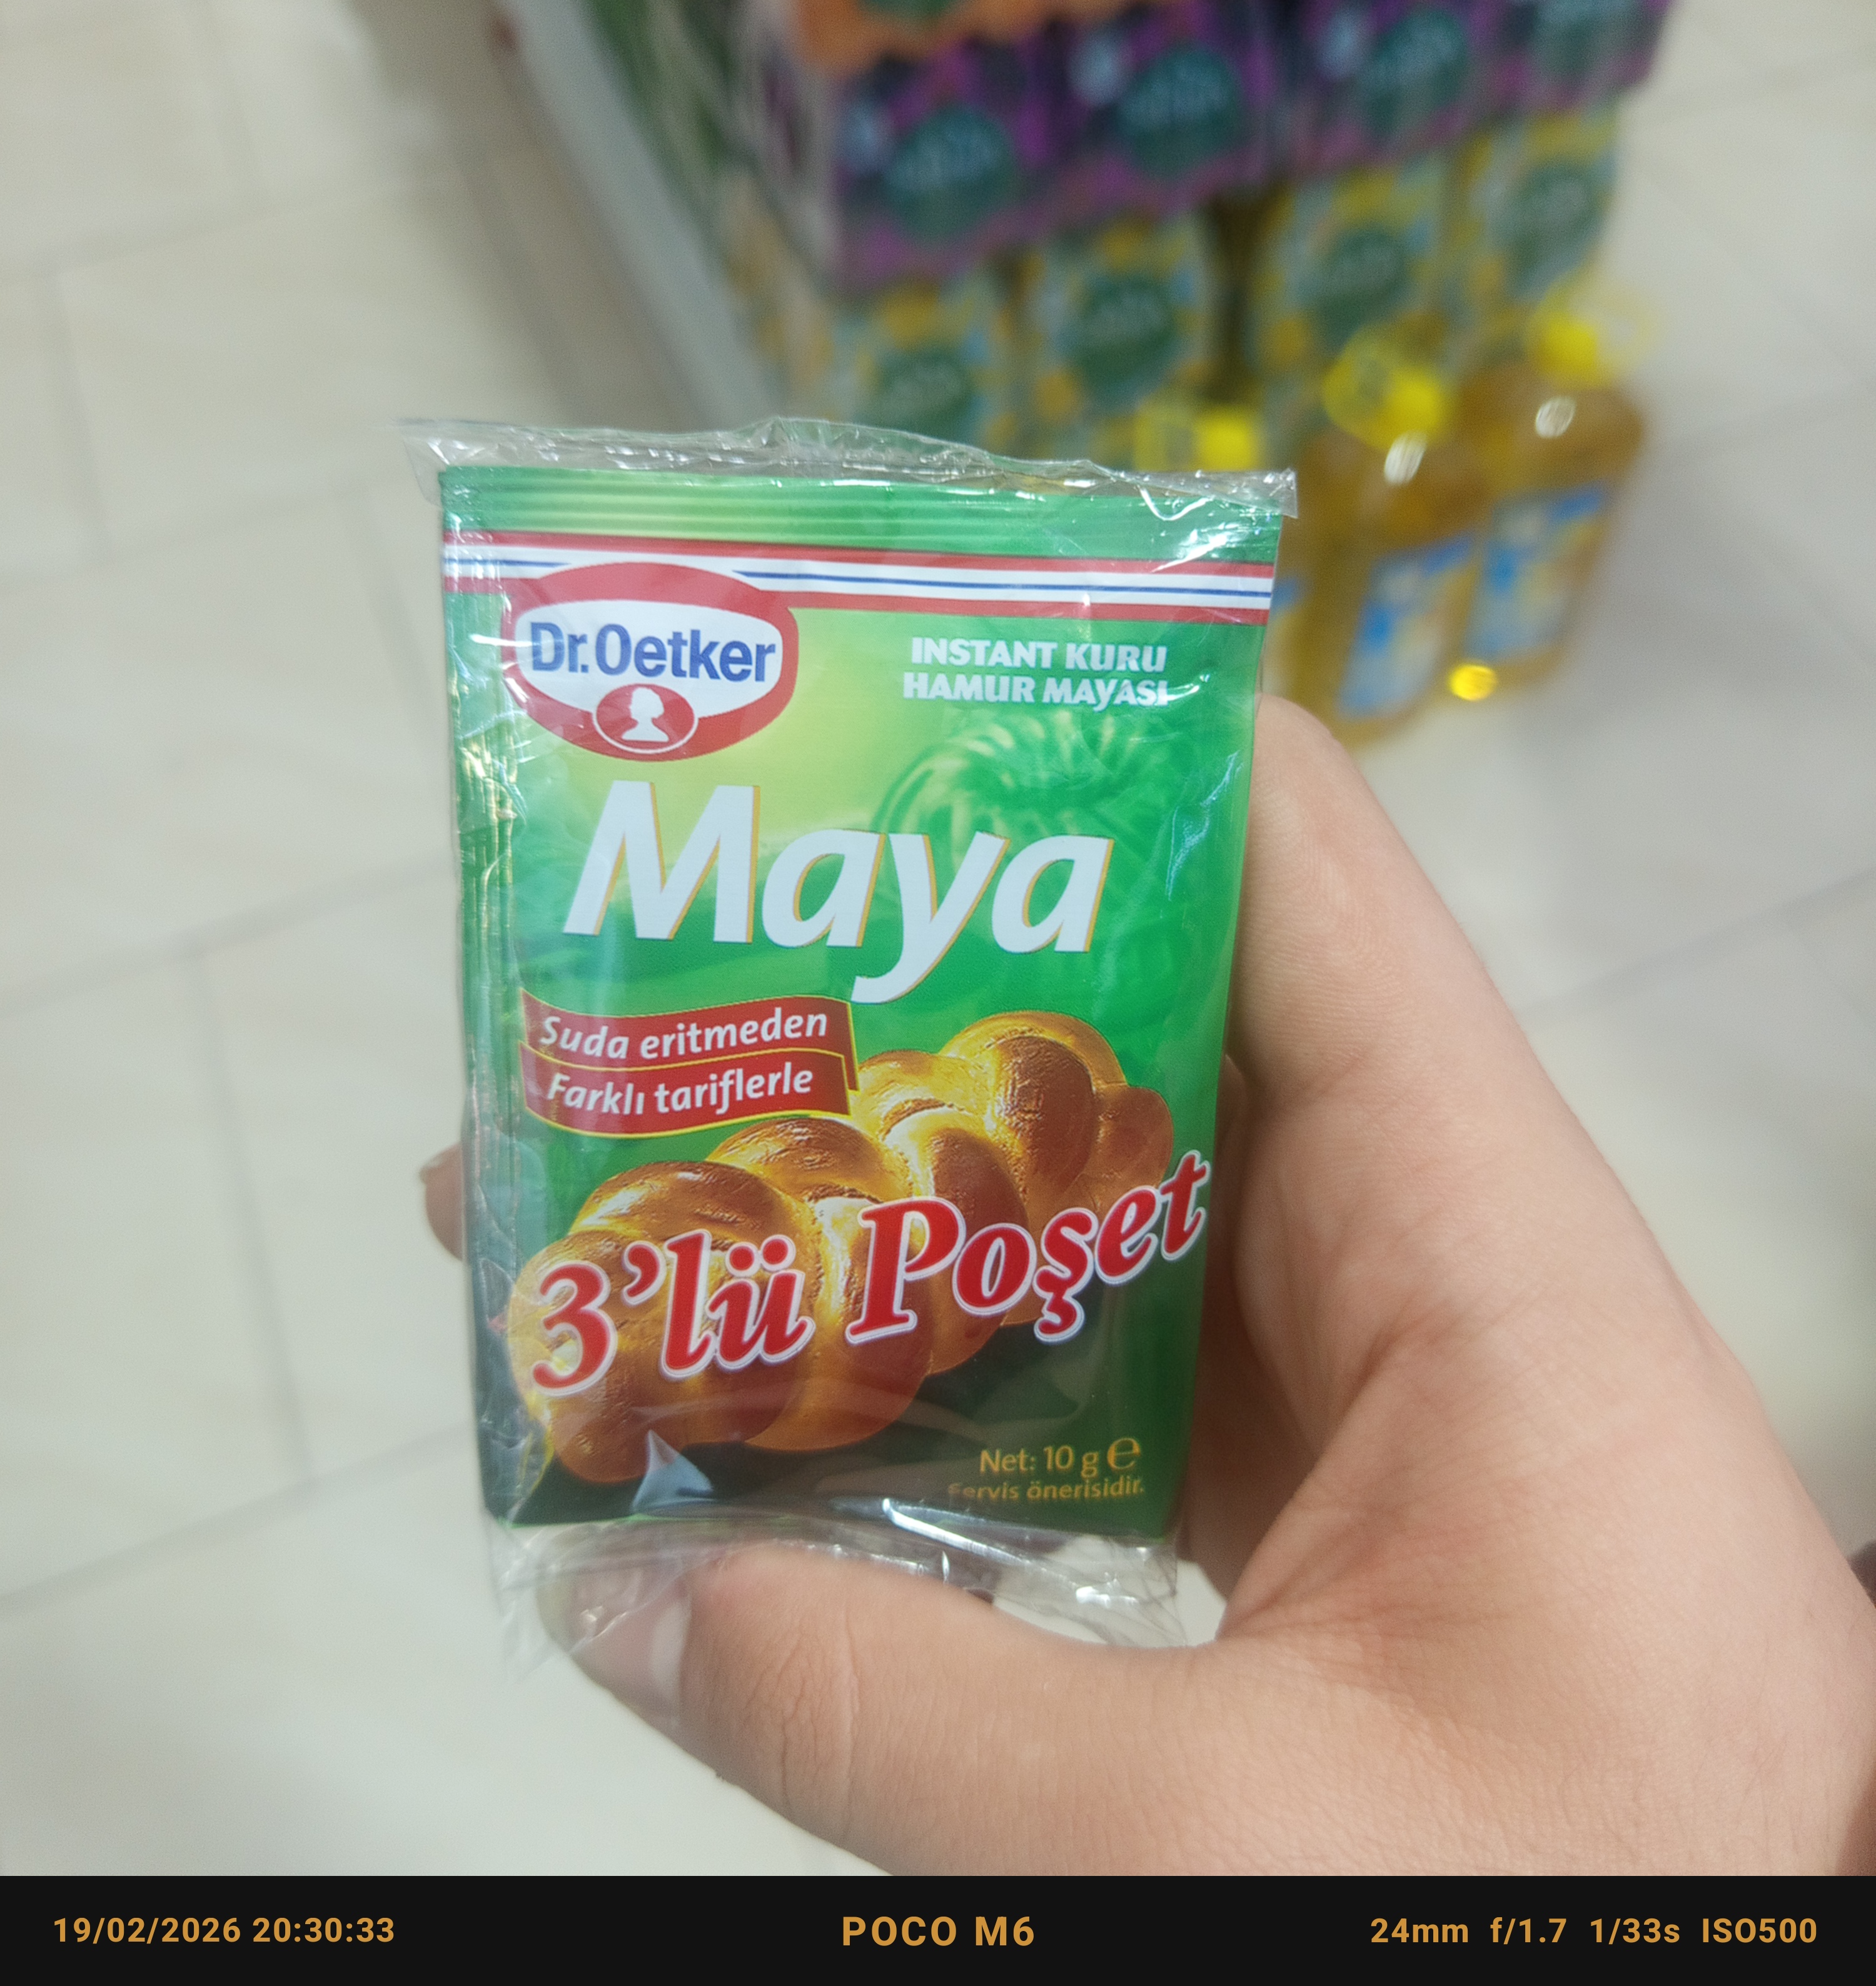 Dr.Oetker
INSTANT KURU
HAMUR MAYASI
Maya
Suda eritmeden
Farklı tariflerle
3'lü Poşet
Net: 10 g e
Servis önerisidir.
19/02/2026 20:30:33
POCO M6
24mm f/1.7 1/33s ISO500